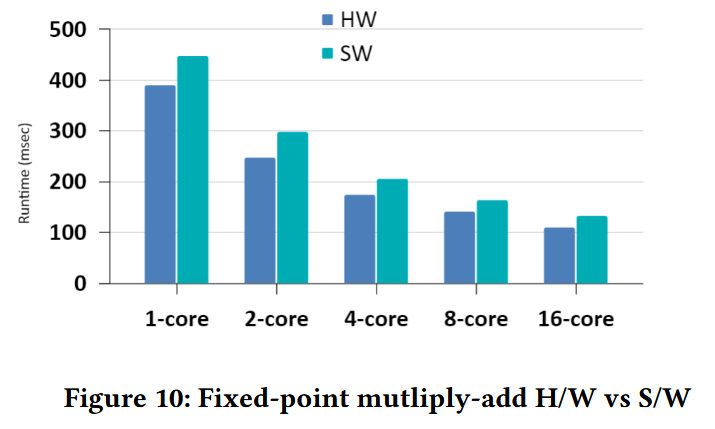 HW
SW
Runtime (msec)
500
400
300
200
100
0
1-core 2-core 4-core 8-core 16-core
Figure 10: Fixed-point mutliply-add H/W vs S/W